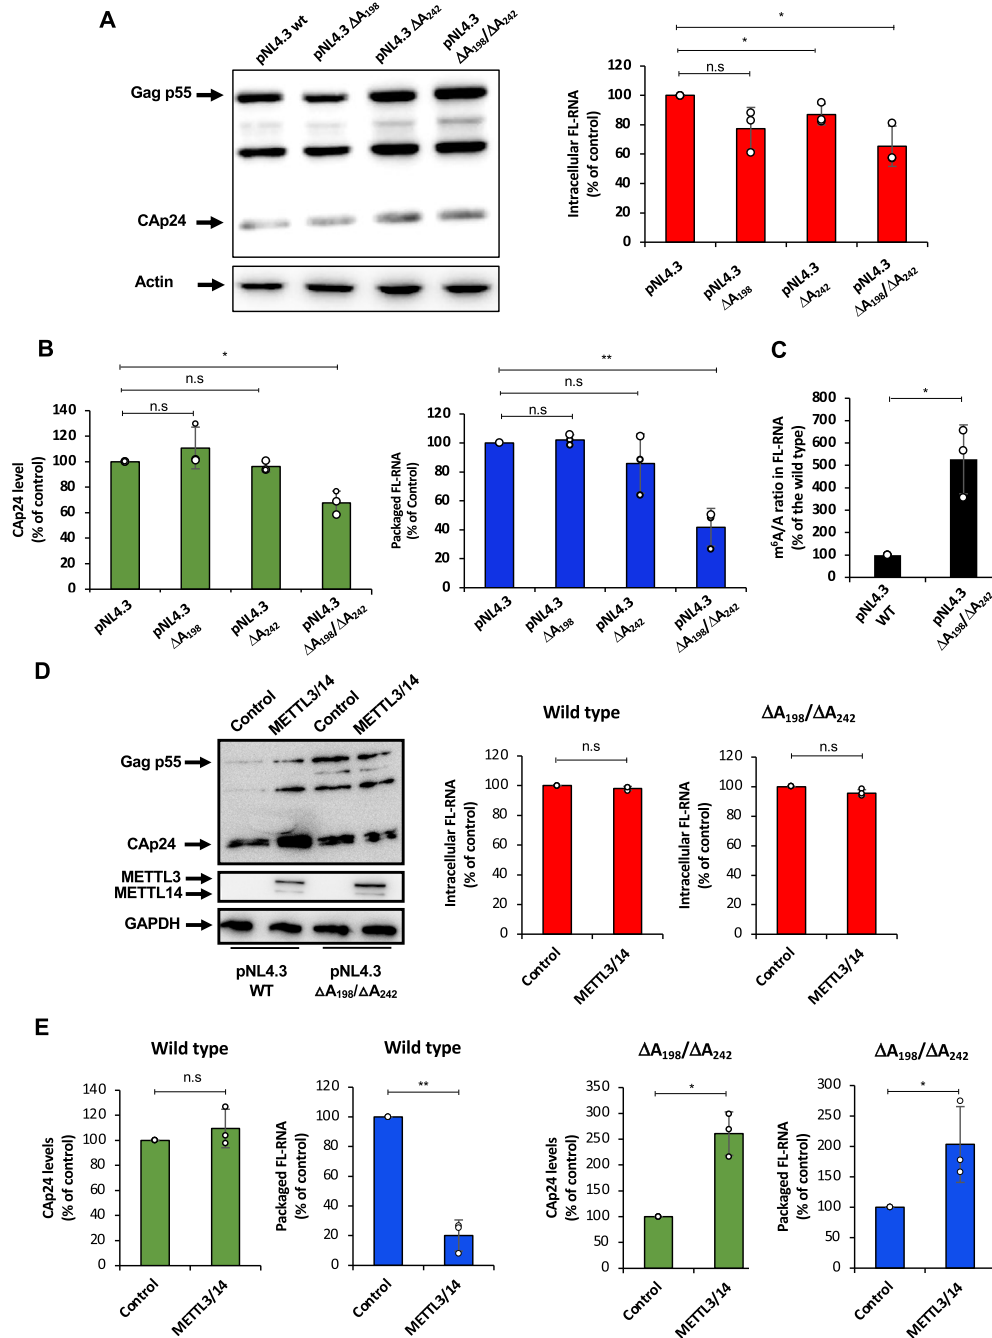 A
pNL4.3 wt
pNL4.3 ΔA198
pNL4.3 ΔA242
pNL4.3
ΔA198/ΔA242
Gag p55
CAp24
Actin
*
*
n.s
Intracellular FL-RNA
(% of control)
120
100
80
60
40
20
0
pNL4.3
pNL4.3
ΔA198
pNL4.3
ΔA242
pNL4.3
ΔA198/ΔA242
B
*
n.s
n.s
CAp24 level
(% of control)
140
120
100
80
60
40
20
0
pNL4.3
pNL4.3
ΔA198
pNL4.3
ΔA242
pNL4.3
ΔA198/ΔA242
**
n.s
n.s
Packaged FL-RNA
(% of Control)
120
100
80
60
40
20
0
pNL4.3
pNL4.3
ΔA198
pNL4.3
ΔA242
pNL4.3
ΔA198/ΔA242
C
*
m6A/A ratio in FL-RNA
(% of the wild type)
800
700
600
500
400
300
200
100
0
pNL4.3
WT
pNL4.3
ΔA198/ΔA242
D
Control
METTL3/14
Control
METTL3/14
Gag p55
CAp24
METTL3
METTL14
GAPDH
pNL4.3
WT
pNL4.3
ΔA198/ΔA242
Wild type
n.s
Intracellular FL-RNA
(% of control)
120
100
80
60
40
20
0
Control
METTL3/14
ΔA198/ΔA242
n.s
Intracellular FL-RNA
(% of control)
120
100
80
60
40
20
0
Control
METTL3/14
E
Wild type
n.s
CAp24 levels
(% of control)
140
120
100
80
60
40
20
0
Control
METTL3/14
Wild type
**
Packaged FL-RNA
(% of control)
120
100
80
60
40
20
0
Control
METTL3/14
ΔA198/ΔA242
*
CAp24 levels
(% of control)
350
300
250
200
150
100
50
0
Control
METTL3/14
ΔA198/ΔA242
*
Packaged FL-RNA
(% of control)
300
250
200
150
100
50
0
Control
METTL3/14